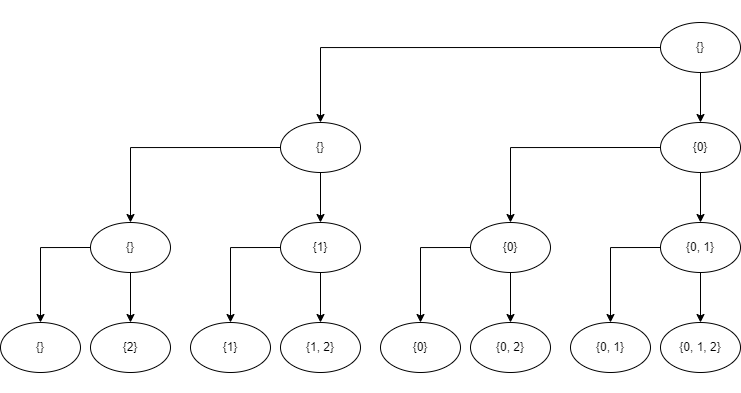 {}
{} {0}
{} {1} {0} {0, 1}
{} {2} {1} {1, 2} {0} {0, 2} {0, 1} {0, 1, 2}